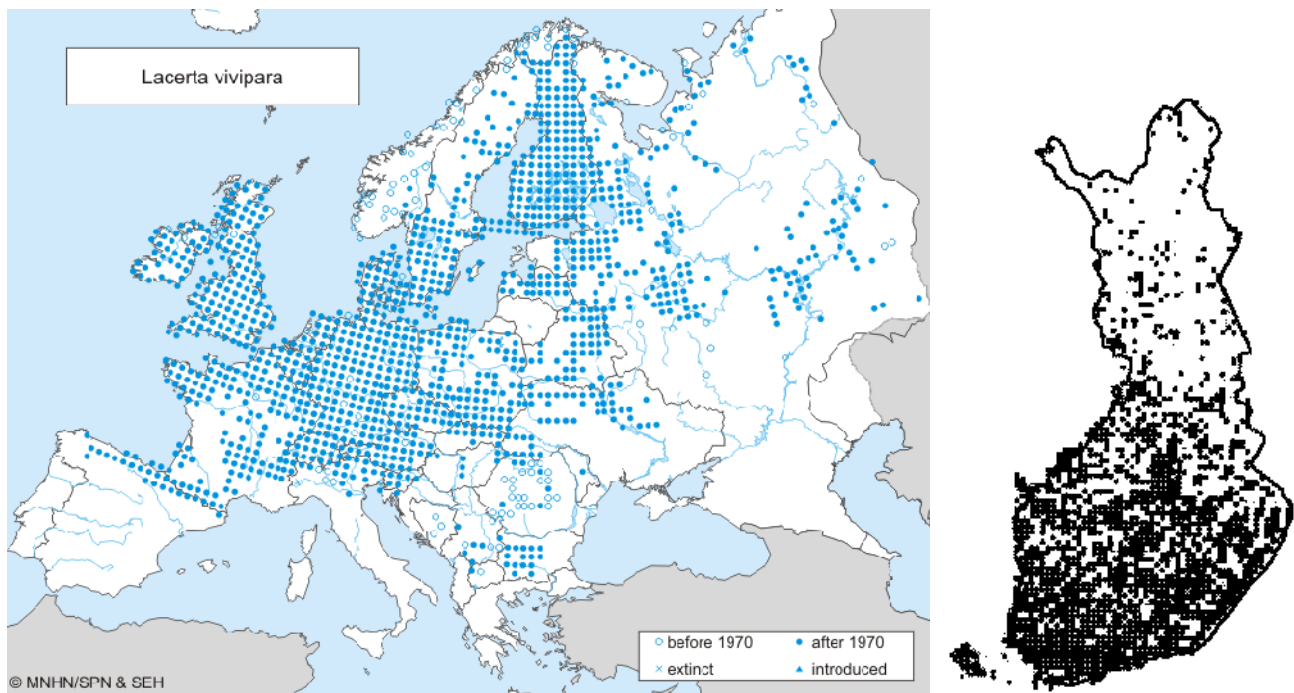 Lacerta vivipara
before 1970
after 1970
extinct
introduced
© MNHN/SPN & SEH